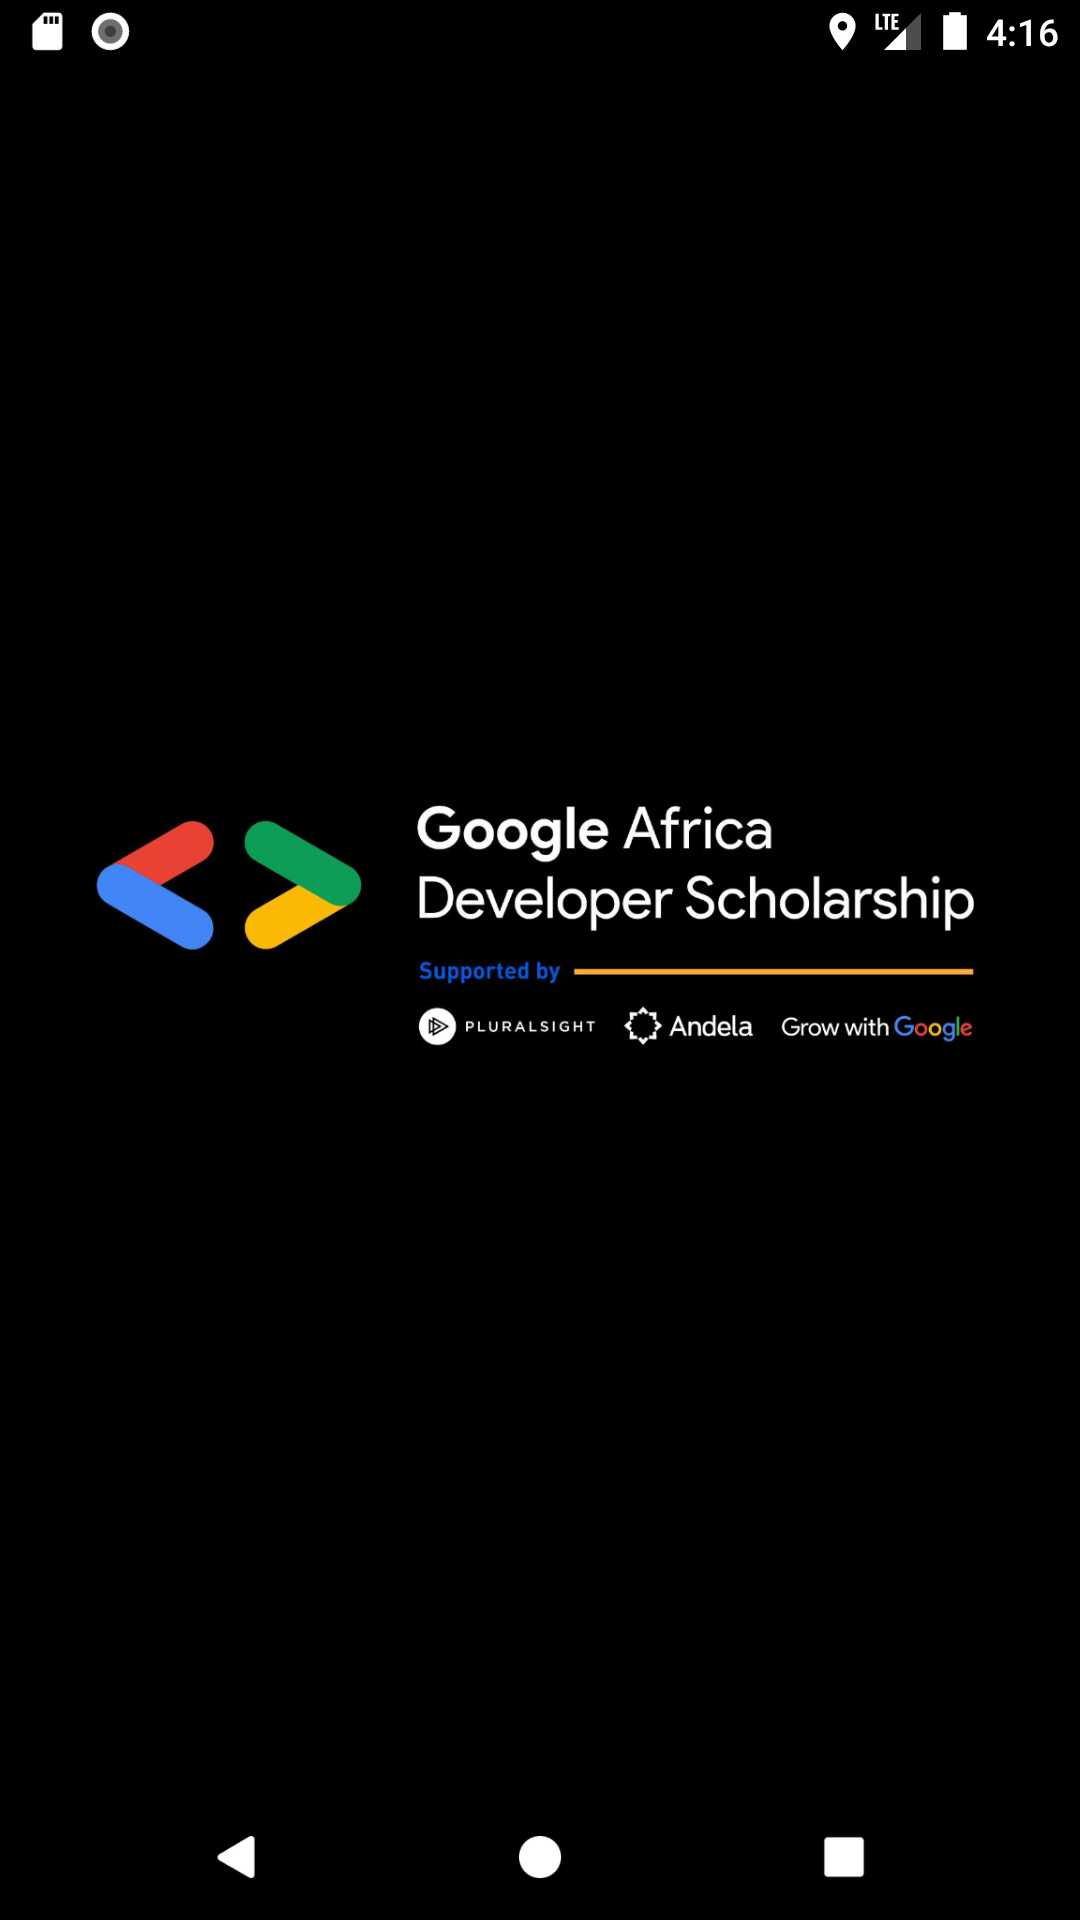 LTE 4:16
Google Africa
Developer Scholarship
Supported by
PLURALSIGHT Andela Grow with Google